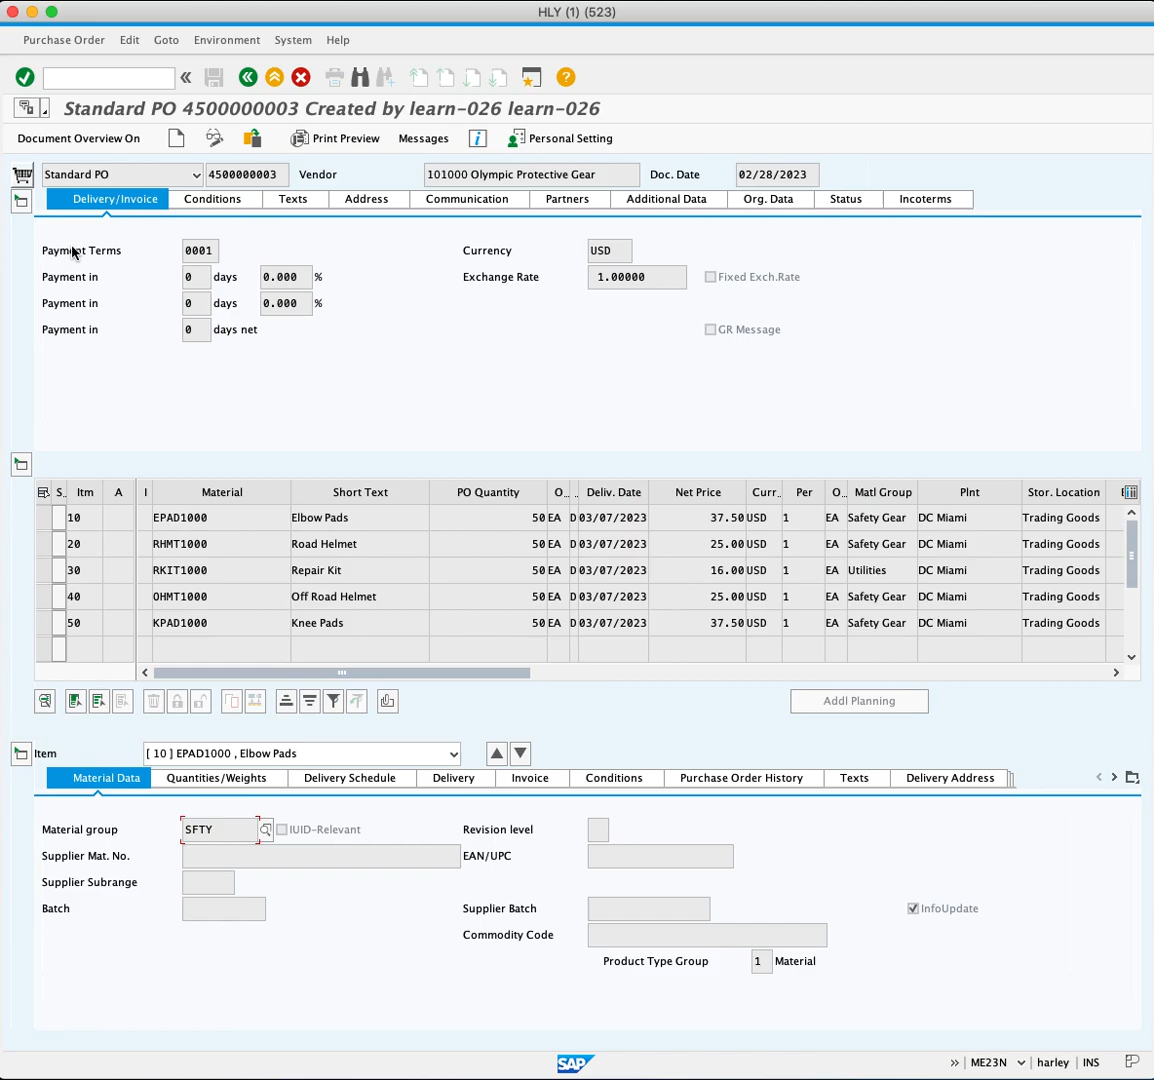 HLY (1) (523)
Purchase Order Edit Goto Environment System Help
Standard PO 4500000003 Created by learn-026 learn-026
Document Overview On Print Preview Messages Personal Setting
Standard PO 4500000003 Vendor 101000 Olympic Protective Gear Doc. Date 02/28/2023
Delivery/Invoice Conditions Texts Address Communication Partners Additional Data Org. Data Status Incoterms
Payment Terms 0001 Currency USD
Payment in 0 days 0.000 % Exchange Rate 1.00000 Fixed Exch.Rate
Payment in 0 days 0.000 %
Payment in 0 days net GR Message
S.. Itm A I Material Short Text PO Quantity O... .. Deliv. Date Net Price Curr... Per O... Matl Group Plnt Stor. Location
10 EPAD1000 Elbow Pads 50 EA D 03/07/2023 37.50 USD 1 EA Safety Gear DC Miami Trading Goods
20 RHMT1000 Road Helmet 50 EA D 03/07/2023 25.00 USD 1 EA Safety Gear DC Miami Trading Goods
30 RKIT1000 Repair Kit 50 EA D 03/07/2023 16.00 USD 1 EA Utilities DC Miami Trading Goods
40 OHMT1000 Off Road Helmet 50 EA D 03/07/2023 25.00 USD 1 EA Safety Gear DC Miami Trading Goods
50 KPAD1000 Knee Pads 50 EA D 03/07/2023 37.50 USD 1 EA Safety Gear DC Miami Trading Goods
Addl Planning
Item [ 10 ] EPAD1000 , Elbow Pads
Material Data Quantities/Weights Delivery Schedule Delivery Invoice Conditions Purchase Order History Texts Delivery Address
Material group SFTY IUID-Relevant Revision level
Supplier Mat. No. EAN/UPC
Supplier Subrange
Batch Supplier Batch InfoUpdate
Commodity Code
Product Type Group 1 Material
SAP ME23N harley INS